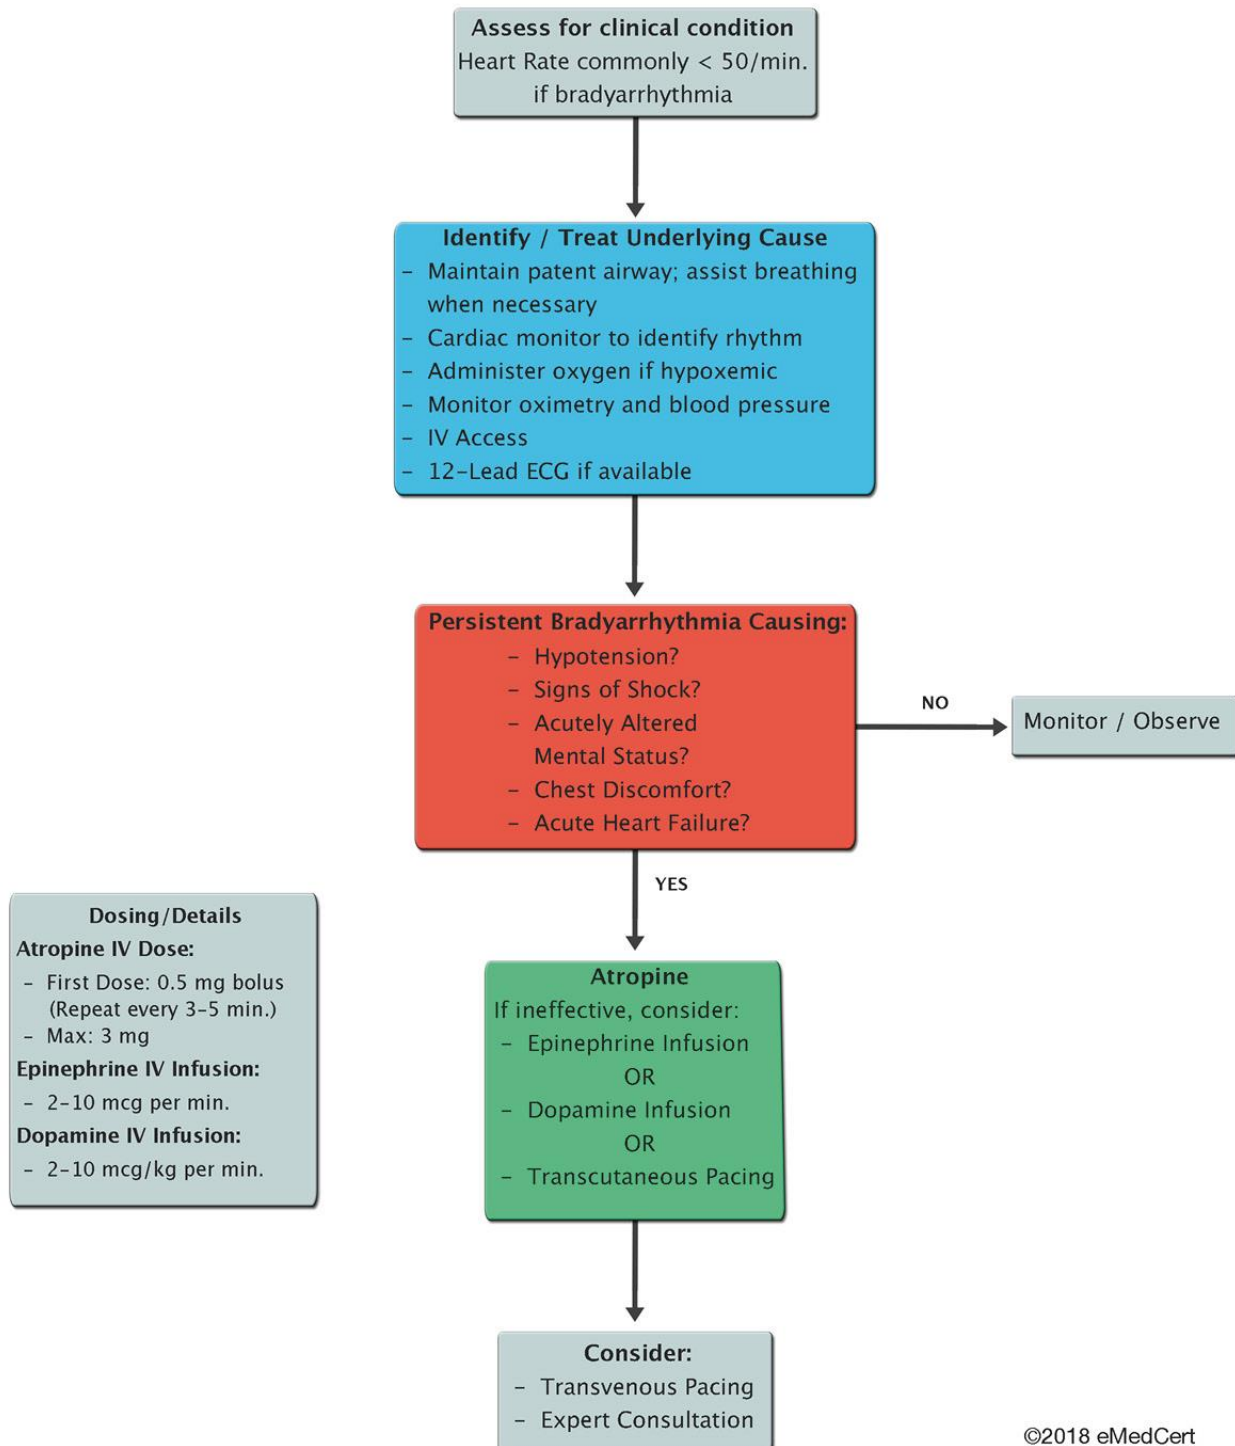 Assess for clinical condition
Heart Rate commonly < 50/min.
if bradyarrhythmia
Identify / Treat Underlying Cause
– Maintain patent airway; assist breathing
when necessary
– Cardiac monitor to identify rhythm
– Administer oxygen if hypoxemic
– Monitor oximetry and blood pressure
– IV Access
– 12-Lead ECG if available
Persistent Bradyarrhythmia Causing:
– Hypotension?
– Signs of Shock?
– Acutely Altered
Mental Status?
– Chest Discomfort?
– Acute Heart Failure?
NO
Monitor / Observe
YES
Dosing/Details
Atropine IV Dose:
– First Dose: 0.5 mg bolus
(Repeat every 3-5 min.)
– Max: 3 mg
Epinephrine IV Infusion:
– 2-10 mcg per min.
Dopamine IV Infusion:
– 2-10 mcg/kg per min.
Atropine
If ineffective, consider:
– Epinephrine Infusion
OR
– Dopamine Infusion
OR
– Transcutaneous Pacing
Consider:
– Transvenous Pacing
– Expert Consultation
©2018 eMedCert